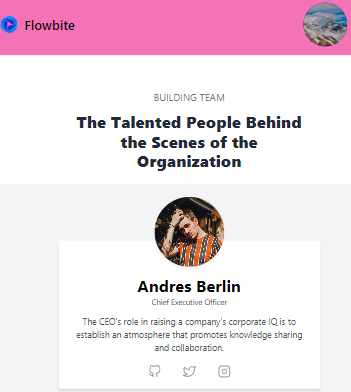 Flowbite
BUILDING TEAM
The Talented People Behind
the Scenes of the
Organization
Andres Berlin
Chief Executive Officer
The CEO's role in raising a company's corporate IQ is to
establish an atmosphere that promotes knowledge sharing
and collaboration.